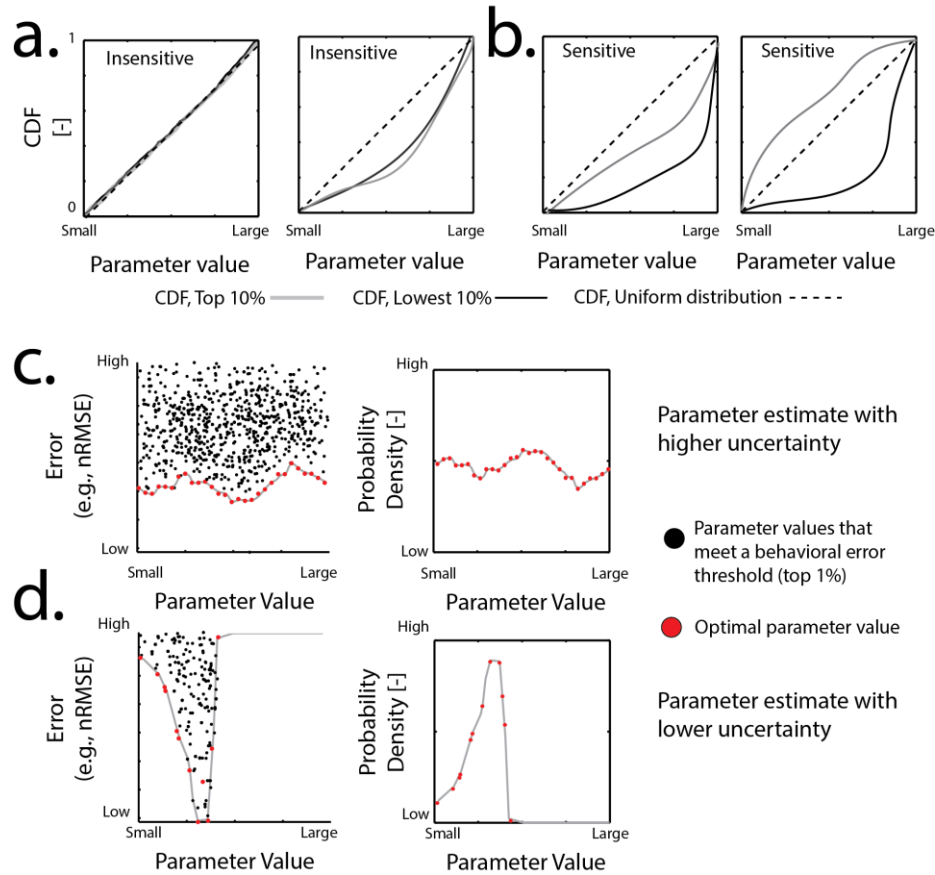 a.
Insensitive
Insensitive
b.
Sensitive
Sensitive
1
CDF
[-]
0
Small
Large
Small
Large
Small
Large
Small
Large
Parameter value
Parameter value
Parameter value
Parameter value
CDF, Top 10%
CDF, Lowest 10%
CDF, Uniform distribution
c.
High
Error
(e.g., nRMSE)
Low
Small
Large
Parameter Value
High
Probability
Density [-]
Low
Small
Large
Parameter Value
Parameter estimate with
higher uncertainty
Parameter values that
meet a behavioral error
threshold (top 1%)
Optimal parameter value
d.
High
Error
(e.g., nRMSE)
Low
Small
Large
Parameter Value
High
Probability
Density [-]
Low
Small
Large
Parameter Value
Parameter estimate with
lower uncertainty